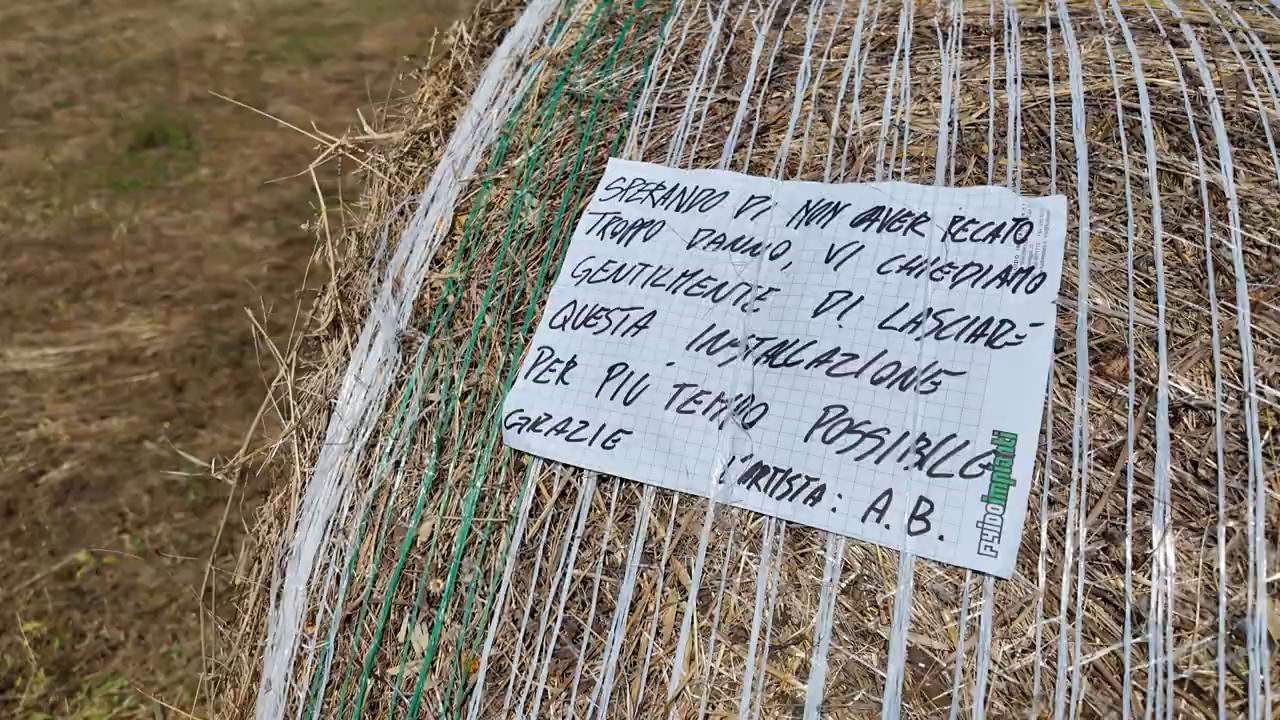 SPERANDO DI NON AVER RECATO
TROPPO DANNO, VI CHIEDIAMO
GENTILMENTE DI LASCIARE
QUESTA INSTALLAZIONE
PER PIÙ TEMPO POSSIBILE
GRAZIE
L'ARTISTA: A.B.